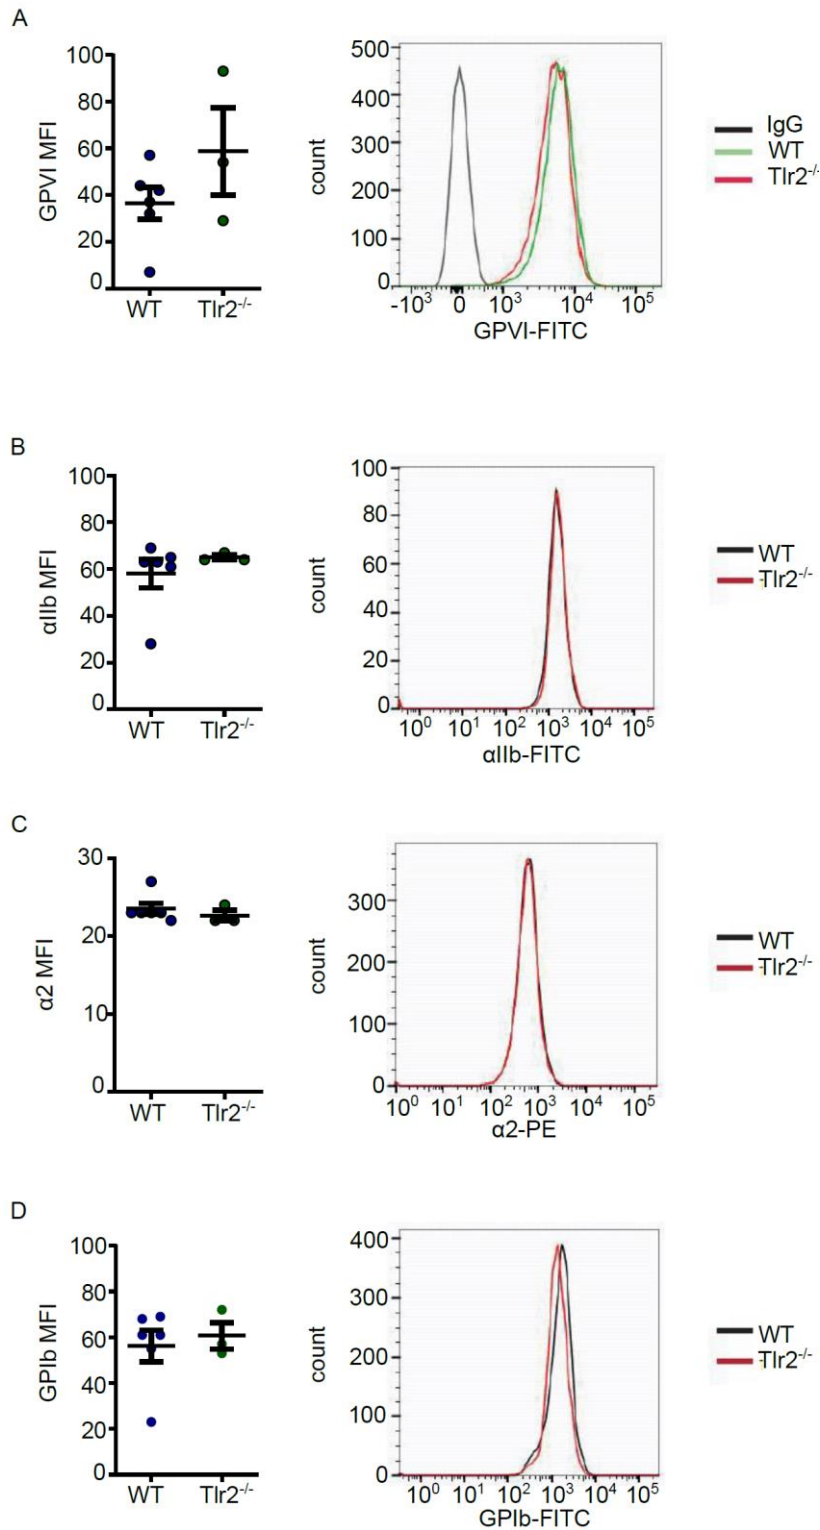 A
GPVI MFI
100
80
60
40
20
0
WT Tlr2-/-
count
500
400
300
200
100
0
-10³ 0 10³ 10⁴ 10⁵
GPVI-FITC
IgG
WT
Tlr2-/-
B
αIIb MFI
100
80
60
40
20
0
WT Tlr2-/-
count
100
80
60
40
20
0
10⁰ 10¹ 10² 10³ 10⁴ 10⁵
αIIb-FITC
WT
Tlr2-/-
C
α2 MFI
30
20
10
0
WT Tlr2-/-
count
300
200
100
0
10⁰ 10¹ 10² 10³ 10⁴ 10⁵
α2-PE
WT
Tlr2-/-
D
GPIb MFI
100
80
60
40
20
0
WT Tlr2-/-
count
400
300
200
100
0
10⁰ 10¹ 10² 10³ 10⁴ 10⁵
GPIb-FITC
WT
Tlr2-/-